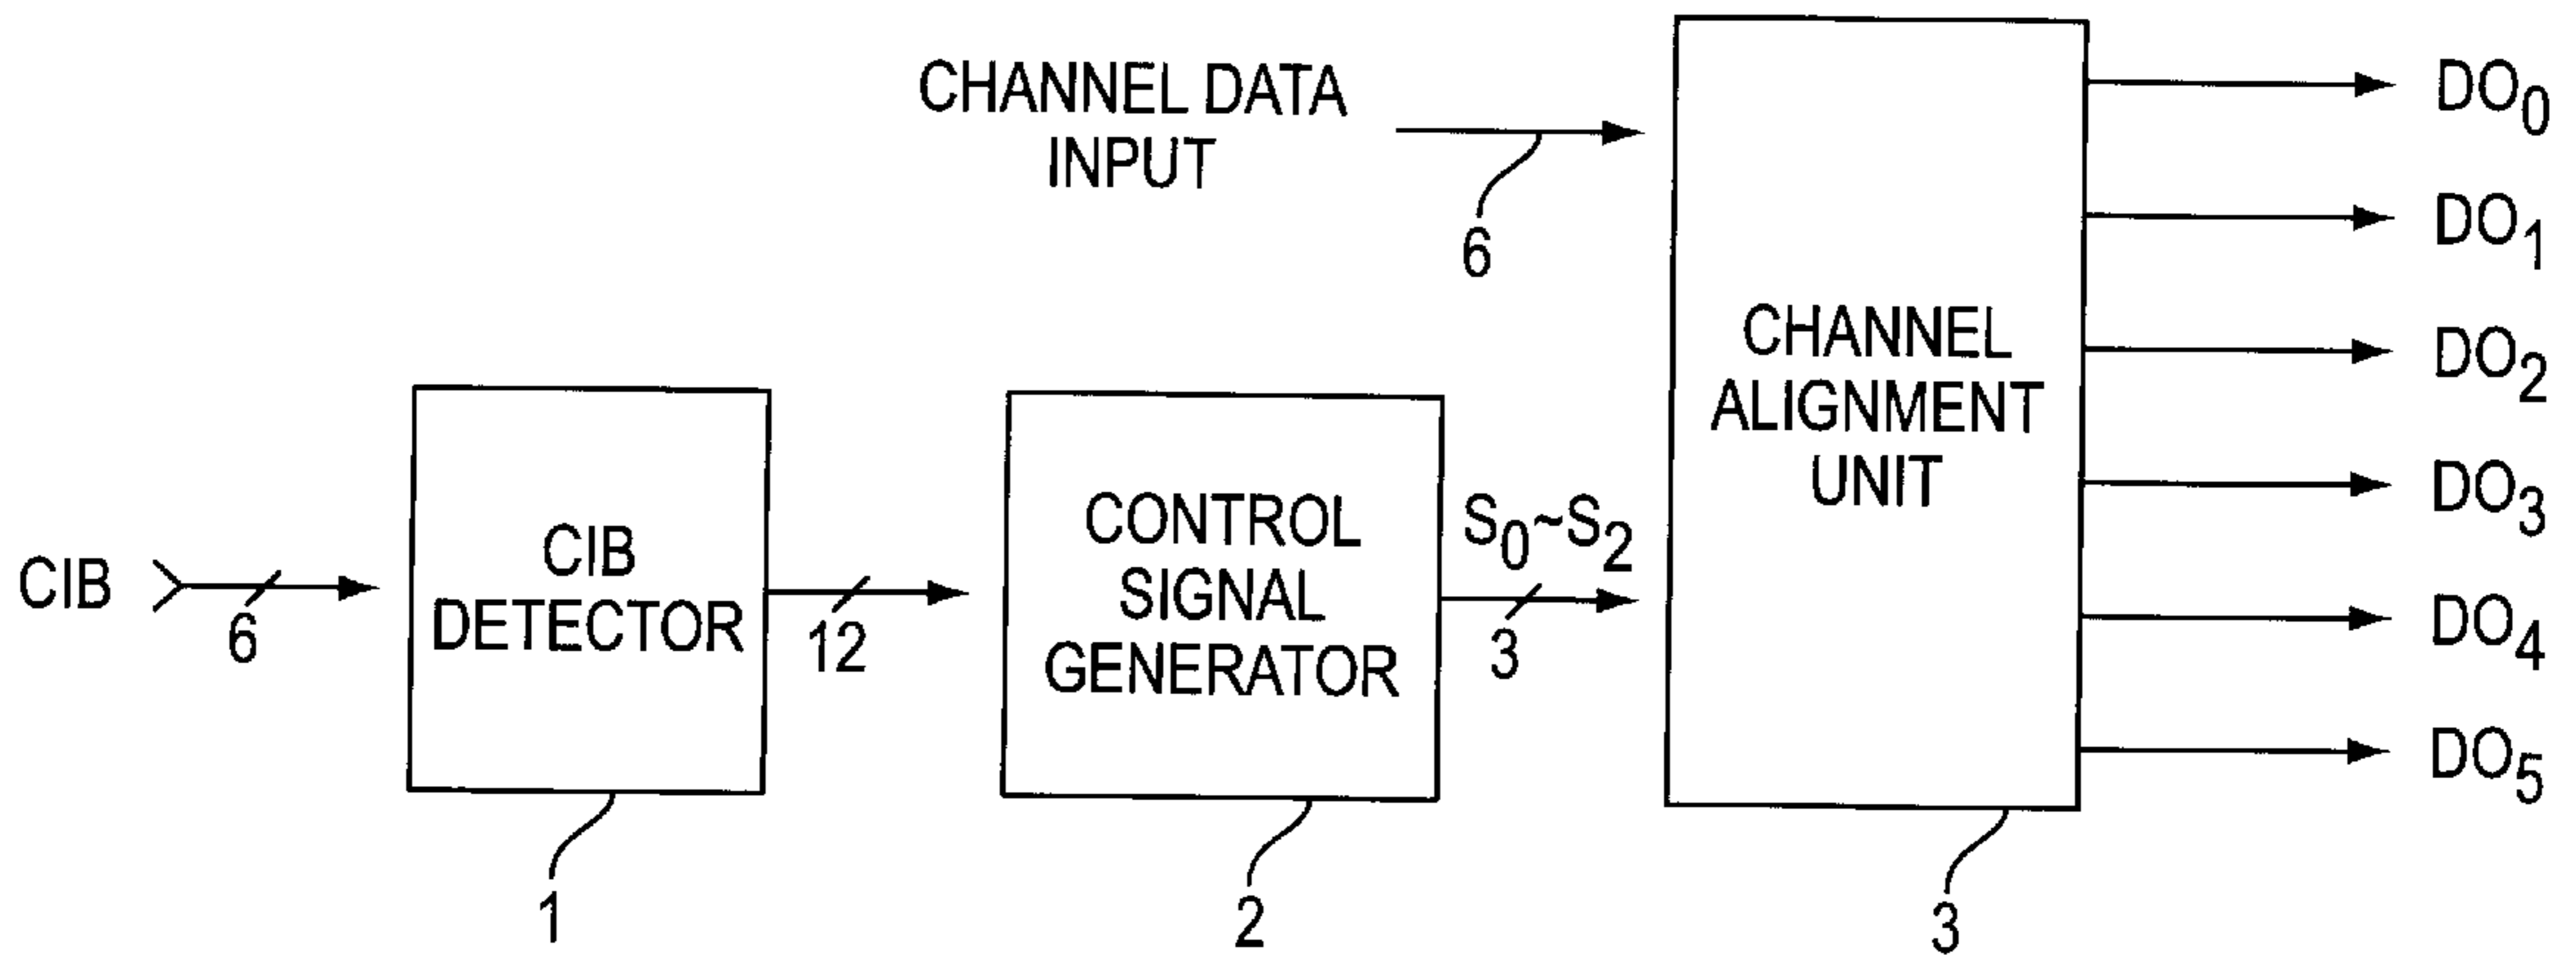 CHANNEL DATA
INPUT
6
CIB
6
CIB
DETECTOR
1
12
CONTROL
SIGNAL
GENERATOR
2
S0~S2
3
CHANNEL
ALIGNMENT
UNIT
3
DO0
DO1
DO2
DO3
DO4
DO5